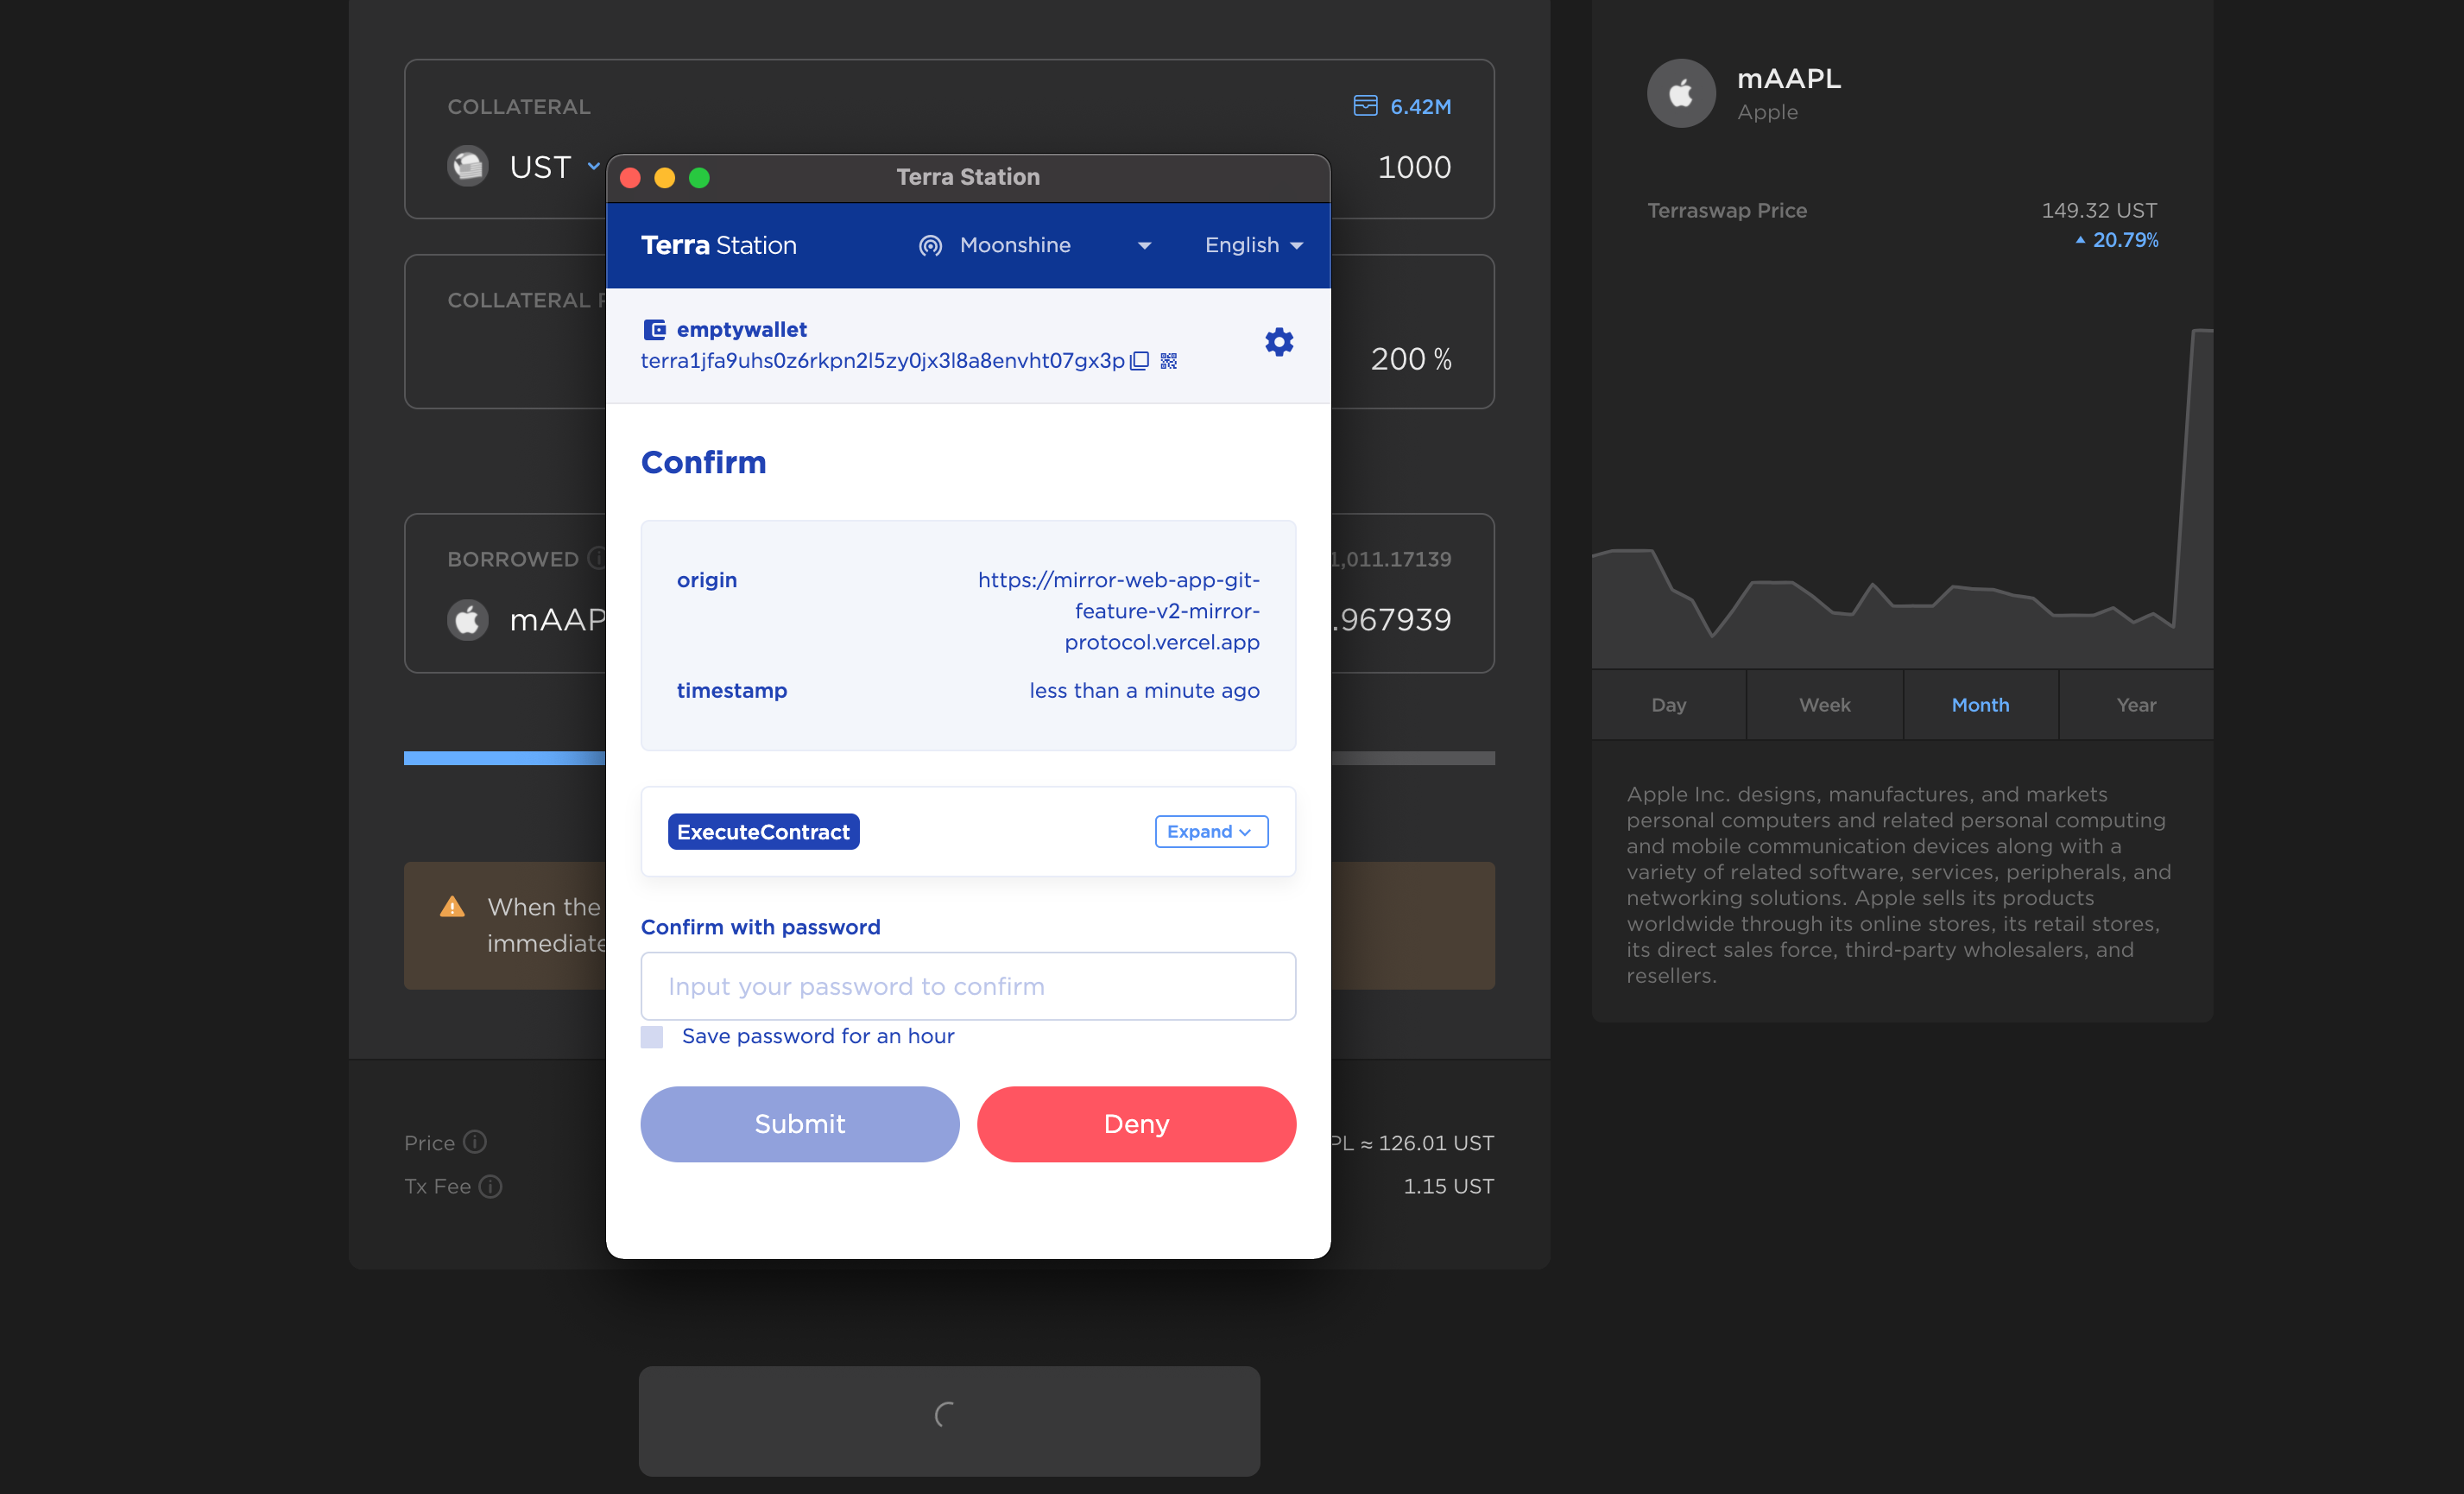 COLLATERAL
6.42M
UST
1000
COLLATERAL
200 %
BORROWED
1,011.17139
mAAP
.967939
When the
immediate
Price
PL ≈ 126.01 UST
Tx Fee
1.15 UST
Terra Station
Terra Station
Moonshine
English
emptywallet
terra1jfa9uhs0z6rkpn2l5zy0jx3l8a8envht07gx3p
Confirm
origin
https://mirror-web-app-git-
feature-v2-mirror-
protocol.vercel.app
timestamp
less than a minute ago
ExecuteContract
Expand
Confirm with password
Input your password to confirm
Save password for an hour
Submit
Deny
mAAPL
Apple
Terraswap Price
149.32 UST
20.79%
Day
Week
Month
Year
Apple Inc. designs, manufactures, and markets
personal computers and related personal computing
and mobile communication devices along with a
variety of related software, services, peripherals, and
networking solutions. Apple sells its products
worldwide through its online stores, its retail stores,
its direct sales force, third-party wholesalers, and
resellers.